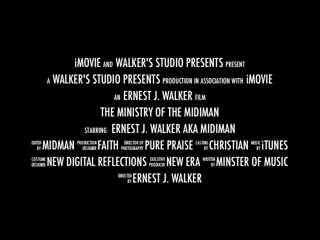 iMOVIE AND WALKER'S STUDIO PRESENTS PRESENT
A WALKER'S STUDIO PRESENTS PRODUCTION IN ASSOCIATION WITH iMOVIE
AN ERNEST J. WALKER FILM
THE MINISTRY OF THE MIDIMAN
STARRING ERNEST J. WALKER AKA MIDIMAN
EDITED BY MIDMAN PRODUCTION DESIGNER FAITH DIRECTOR OF PHOTOGRAPHY PURE PRAISE CASTING BY CHRISTIAN MUSIC BY iTUNES
COSTUME DESIGNER NEW DIGITAL REFLECTIONS EXECUTIVE PRODUCER NEW ERA WRITTEN BY MINSTER OF MUSIC
DIRECTED BY ERNEST J. WALKER